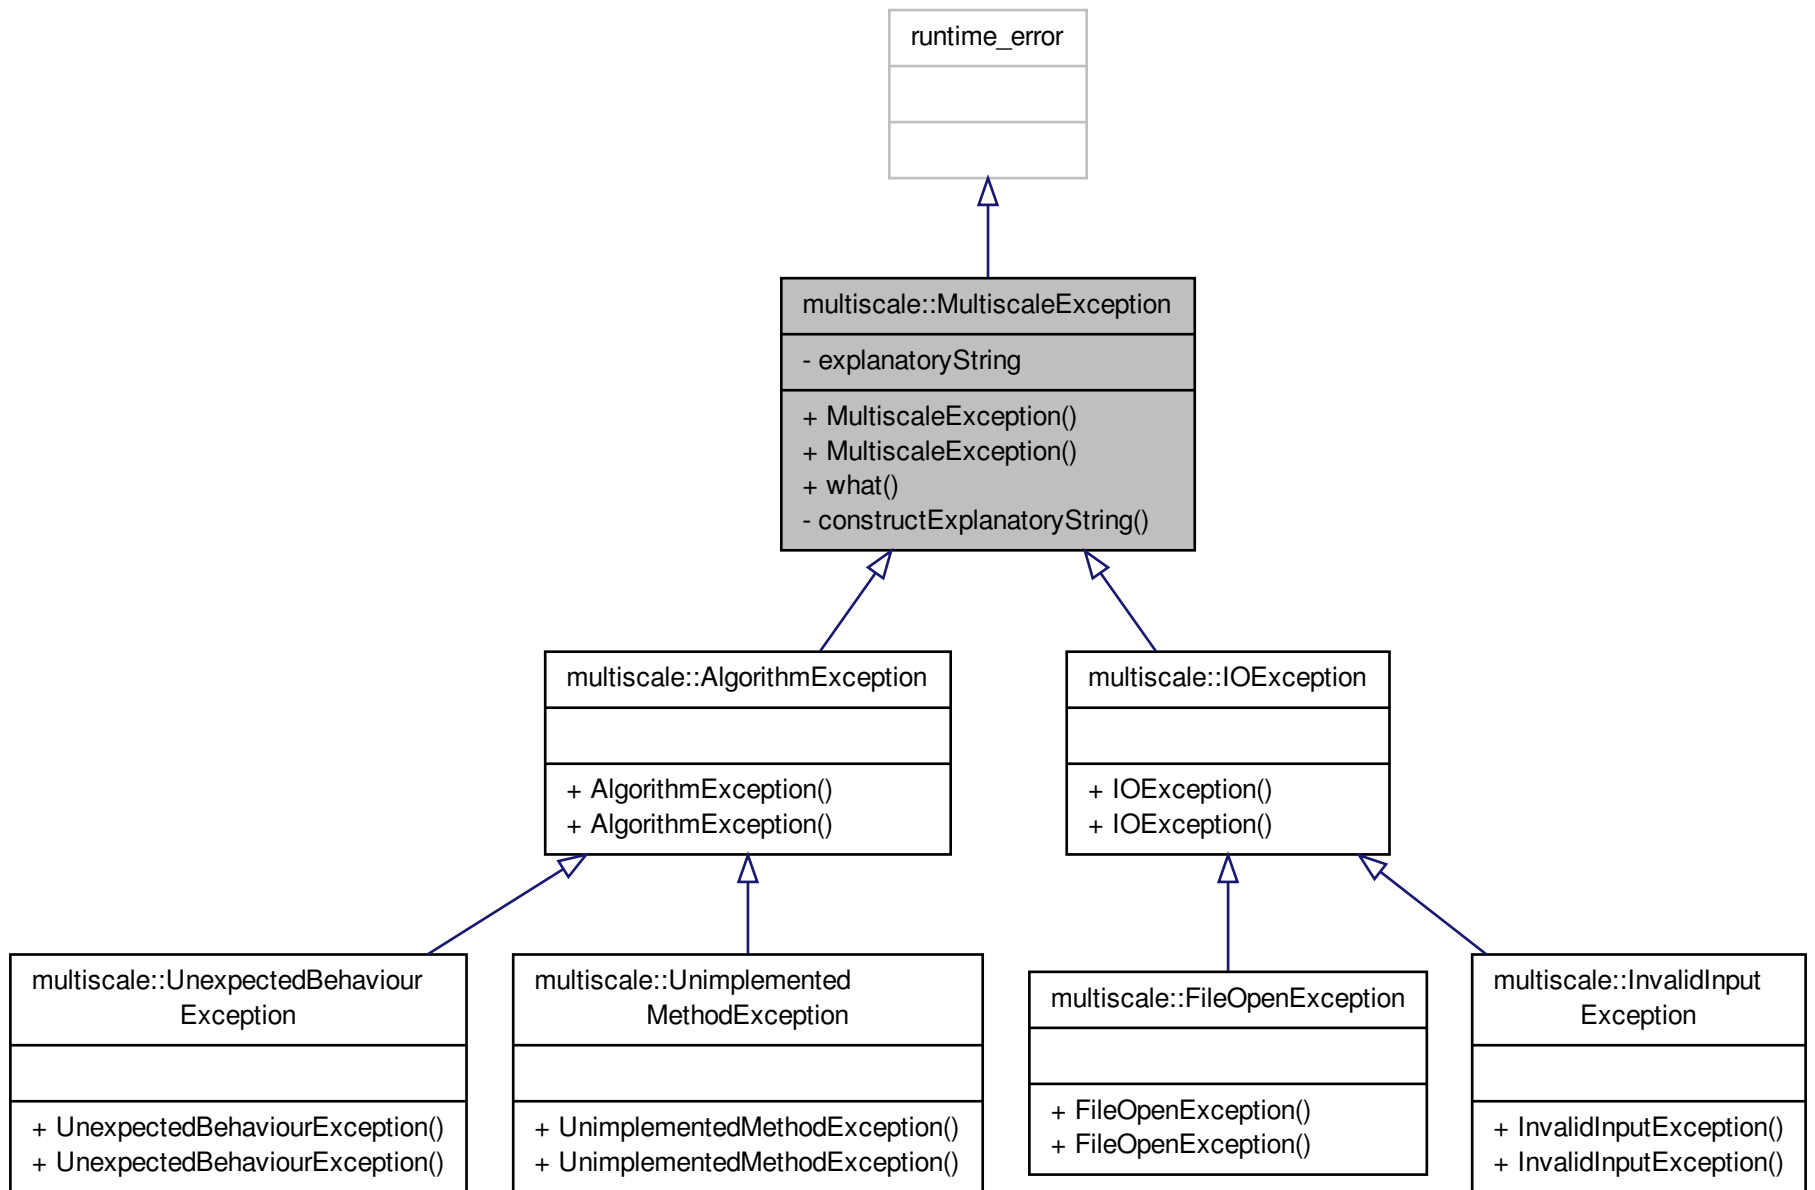 runtime_error
multiscale::MultiscaleException
- explanatoryString
+ MultiscaleException()
+ MultiscaleException()
+ what()
- constructExplanatoryString()
multiscale::AlgorithmException
+ AlgorithmException()
+ AlgorithmException()
multiscale::IOException
+ IOException()
+ IOException()
multiscale::UnexpectedBehaviour
Exception
+ UnexpectedBehaviourException()
+ UnexpectedBehaviourException()
multiscale::Unimplemented
MethodException
+ UnimplementedMethodException()
+ UnimplementedMethodException()
multiscale::FileOpenException
+ FileOpenException()
+ FileOpenException()
multiscale::InvalidInput
Exception
+ InvalidInputException()
+ InvalidInputException()